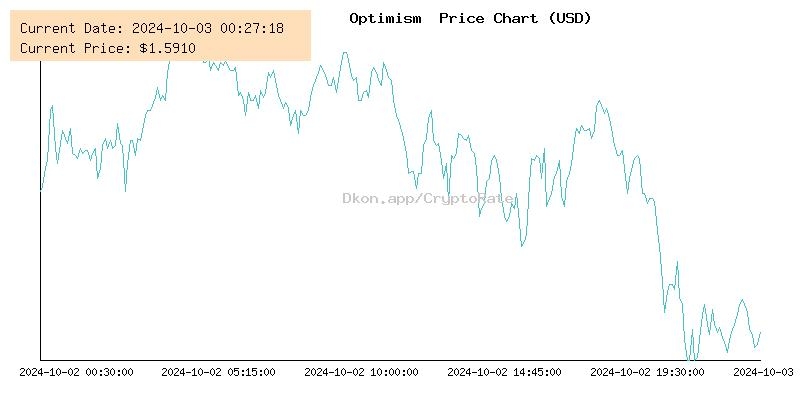 Optimism  Price Chart (USD)
Current Date: 2024-10-03 00:27:18
Current Price: $1.5910
Dkon.app/CryptoRate
2024-10-02 00:30:00
2024-10-02 05:15:00
2024-10-02 10:00:00
2024-10-02 14:45:00
2024-10-02 19:30:00
2024-10-03